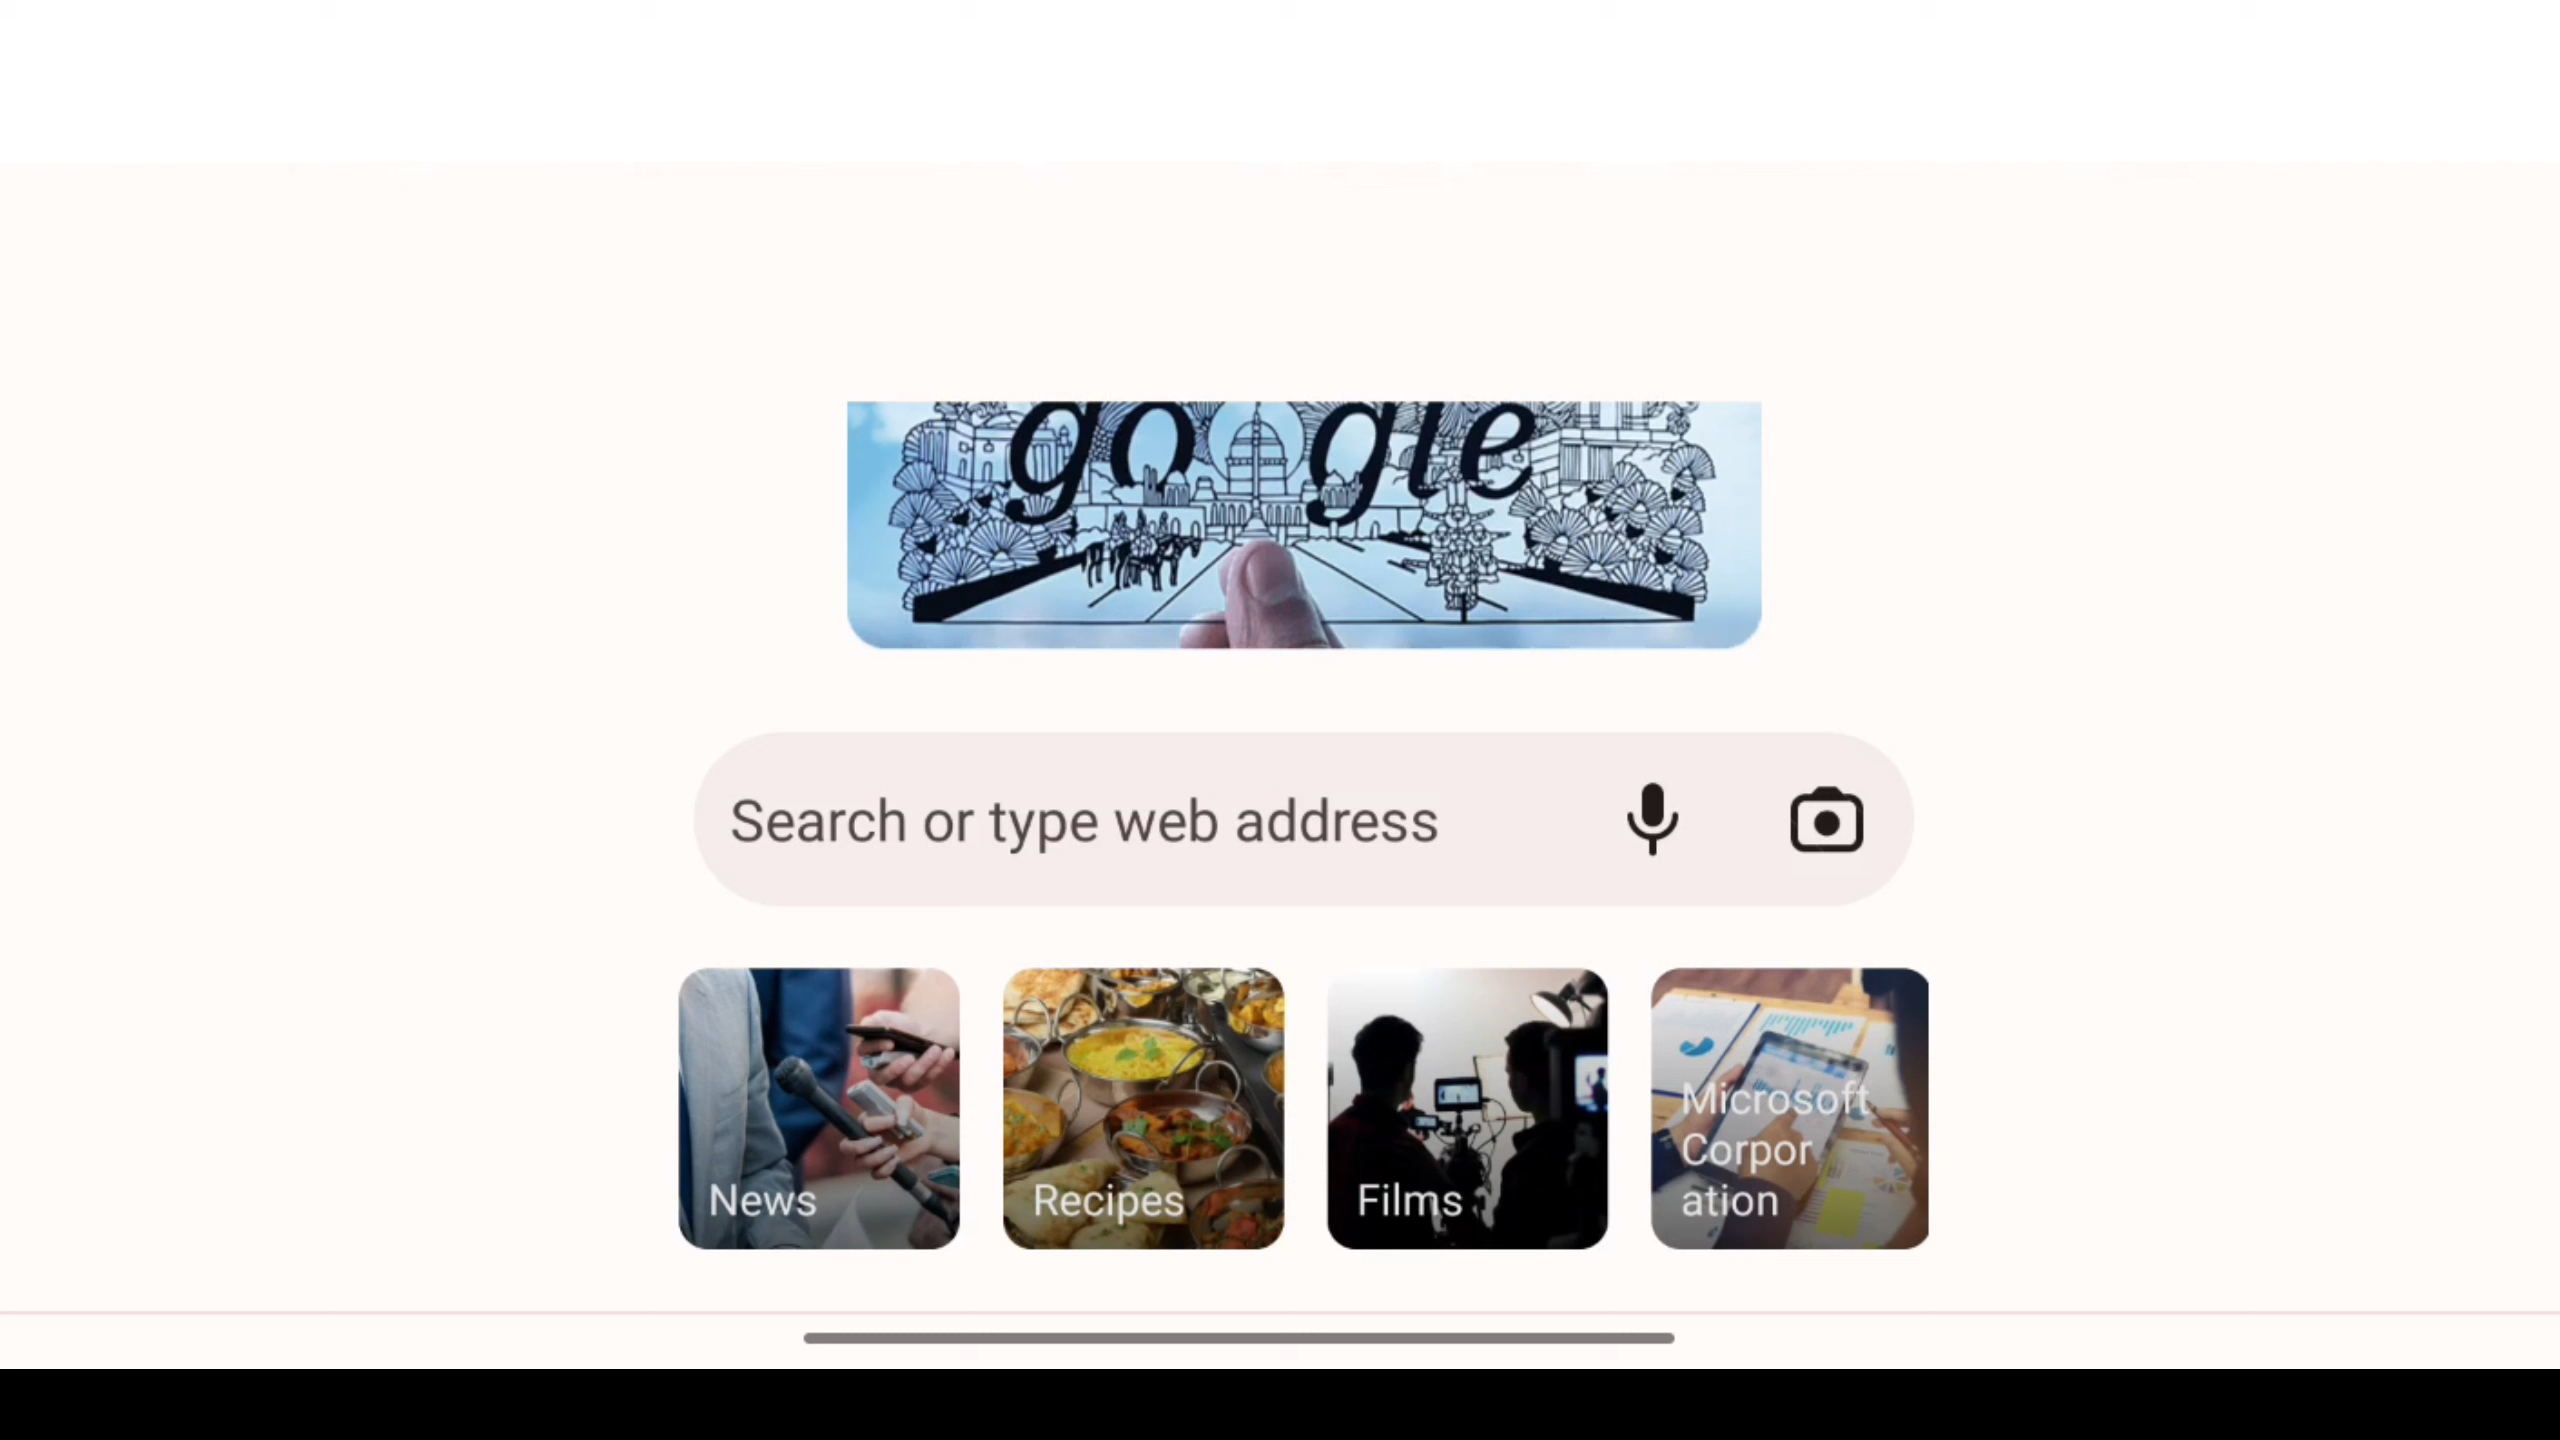 google
Search or type web address
News
Recipes
Films
Microsoft
Corpor
ation